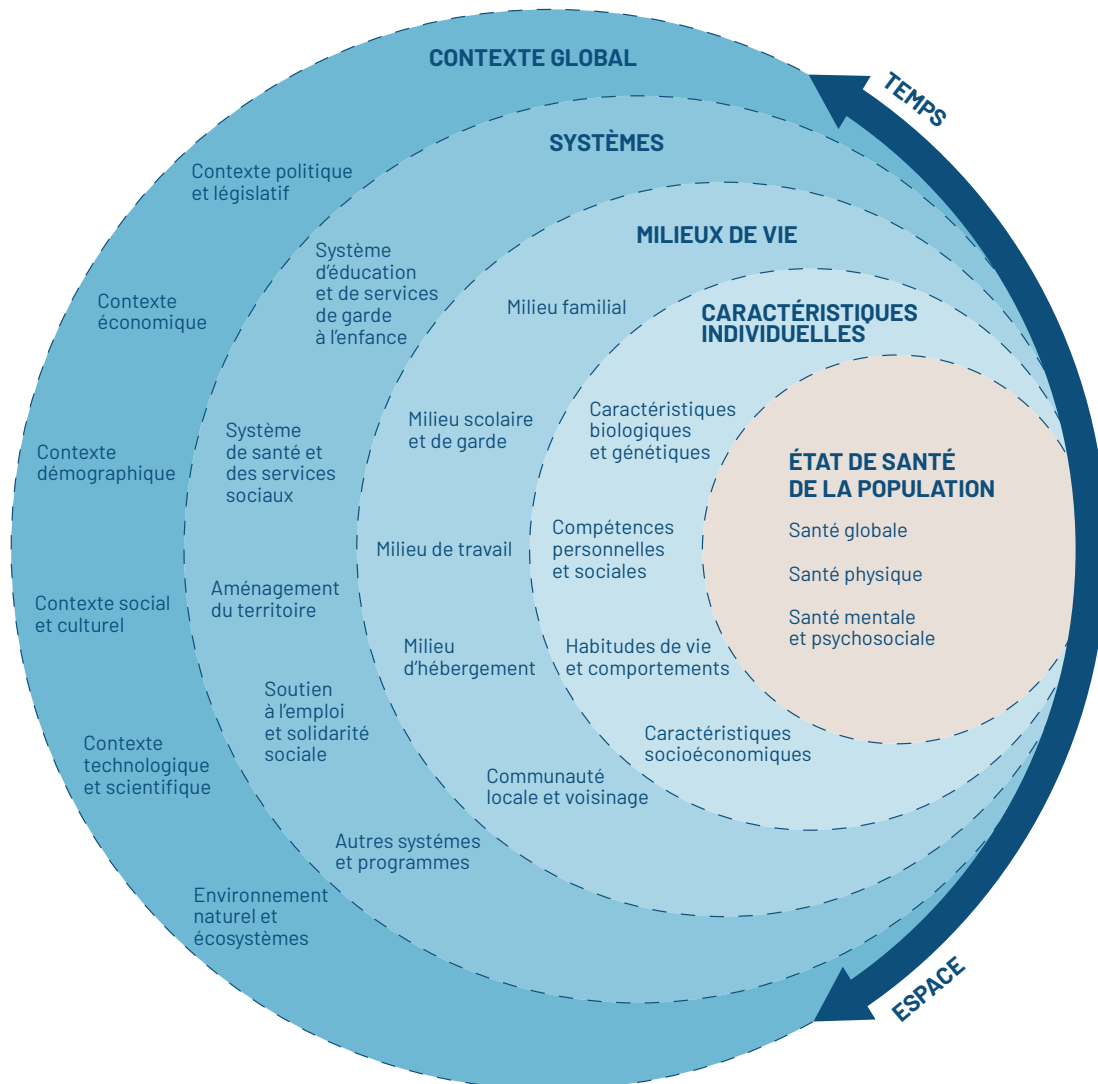 CONTEXTE GLOBAL
Contexte politique
et législatif
Contexte
économique
Contexte
démographique
Contexte social
et culturel
Contexte
technologique
et scientifique
Environnement
naturel et
écosystèmes
SYSTÈMES
Système
d'éducation
et de services
de garde
à l'enfance
Système
de santé et
des services
sociaux
Aménagement
du territoire
Soutien
à l'emploi
et solidarité
sociale
Autres systémes
et programmes
MILIEUX DE VIE
Milieu familial
Milieu scolaire
et de garde
Milieu de travail
Milieu
d'hébergement
Communauté
locale et voisinage
CARACTÉRISTIQUES
INDIVIDUELLES
Caractéristiques
biologiques
et génétiques
Compétences
personnelles
et sociales
Habitudes de vie
et comportements
Caractéristiques
socioéconomiques
ÉTAT DE SANTÉ
DE LA POPULATION
Santé globale
Santé physique
Santé mentale
et psychosociale
TEMPS
ESPACE